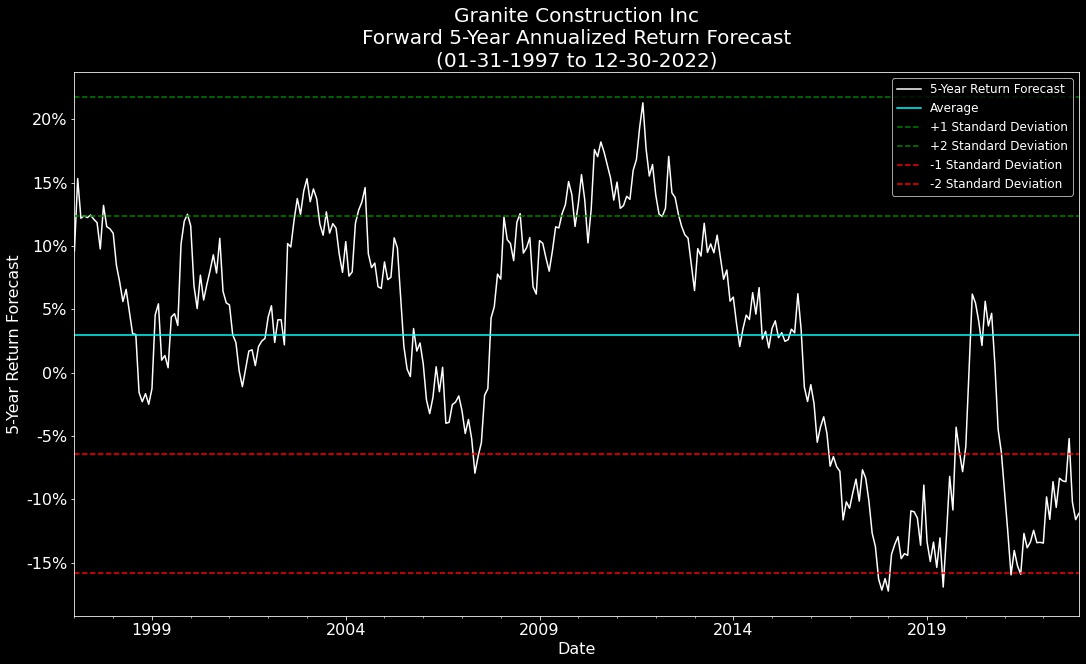 Granite Construction Inc
Forward 5-Year Annualized Return Forecast
(01-31-1997 to 12-30-2022)
5-Year Return Forecast
Average
+1 Standard Deviation
+2 Standard Deviation
-1 Standard Deviation
-2 Standard Deviation
5-Year Return Forecast
20%
15%
10%
5%
0%
-5%
-10%
-15%
1999 2004 2009 2014 2019
Date